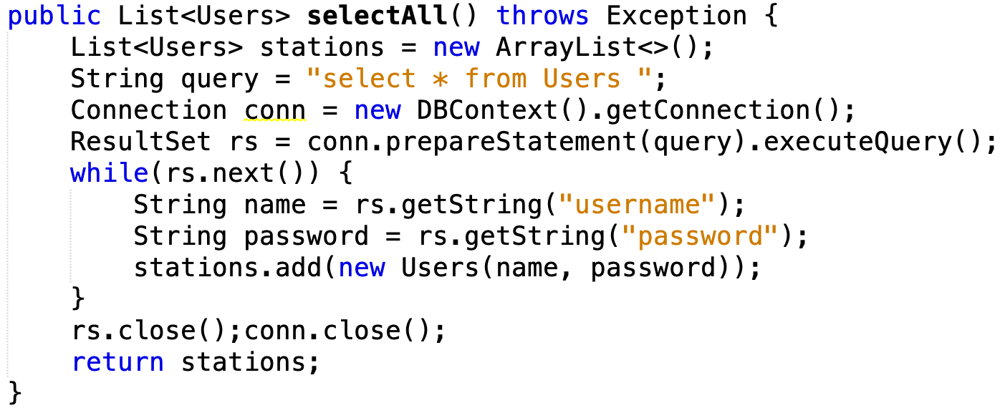 public List<Users> selectAll() throws Exception {
    List<Users> stations = new ArrayList<>();
    String query = "select * from Users ";
    Connection conn = new DBContext().getConnection();
    ResultSet rs = conn.prepareStatement(query).executeQuery();
    while(rs.next()) {
        String name = rs.getString("username");
        String password = rs.getString("password");
        stations.add(new Users(name, password));
    }
    rs.close();conn.close();
    return stations;
}